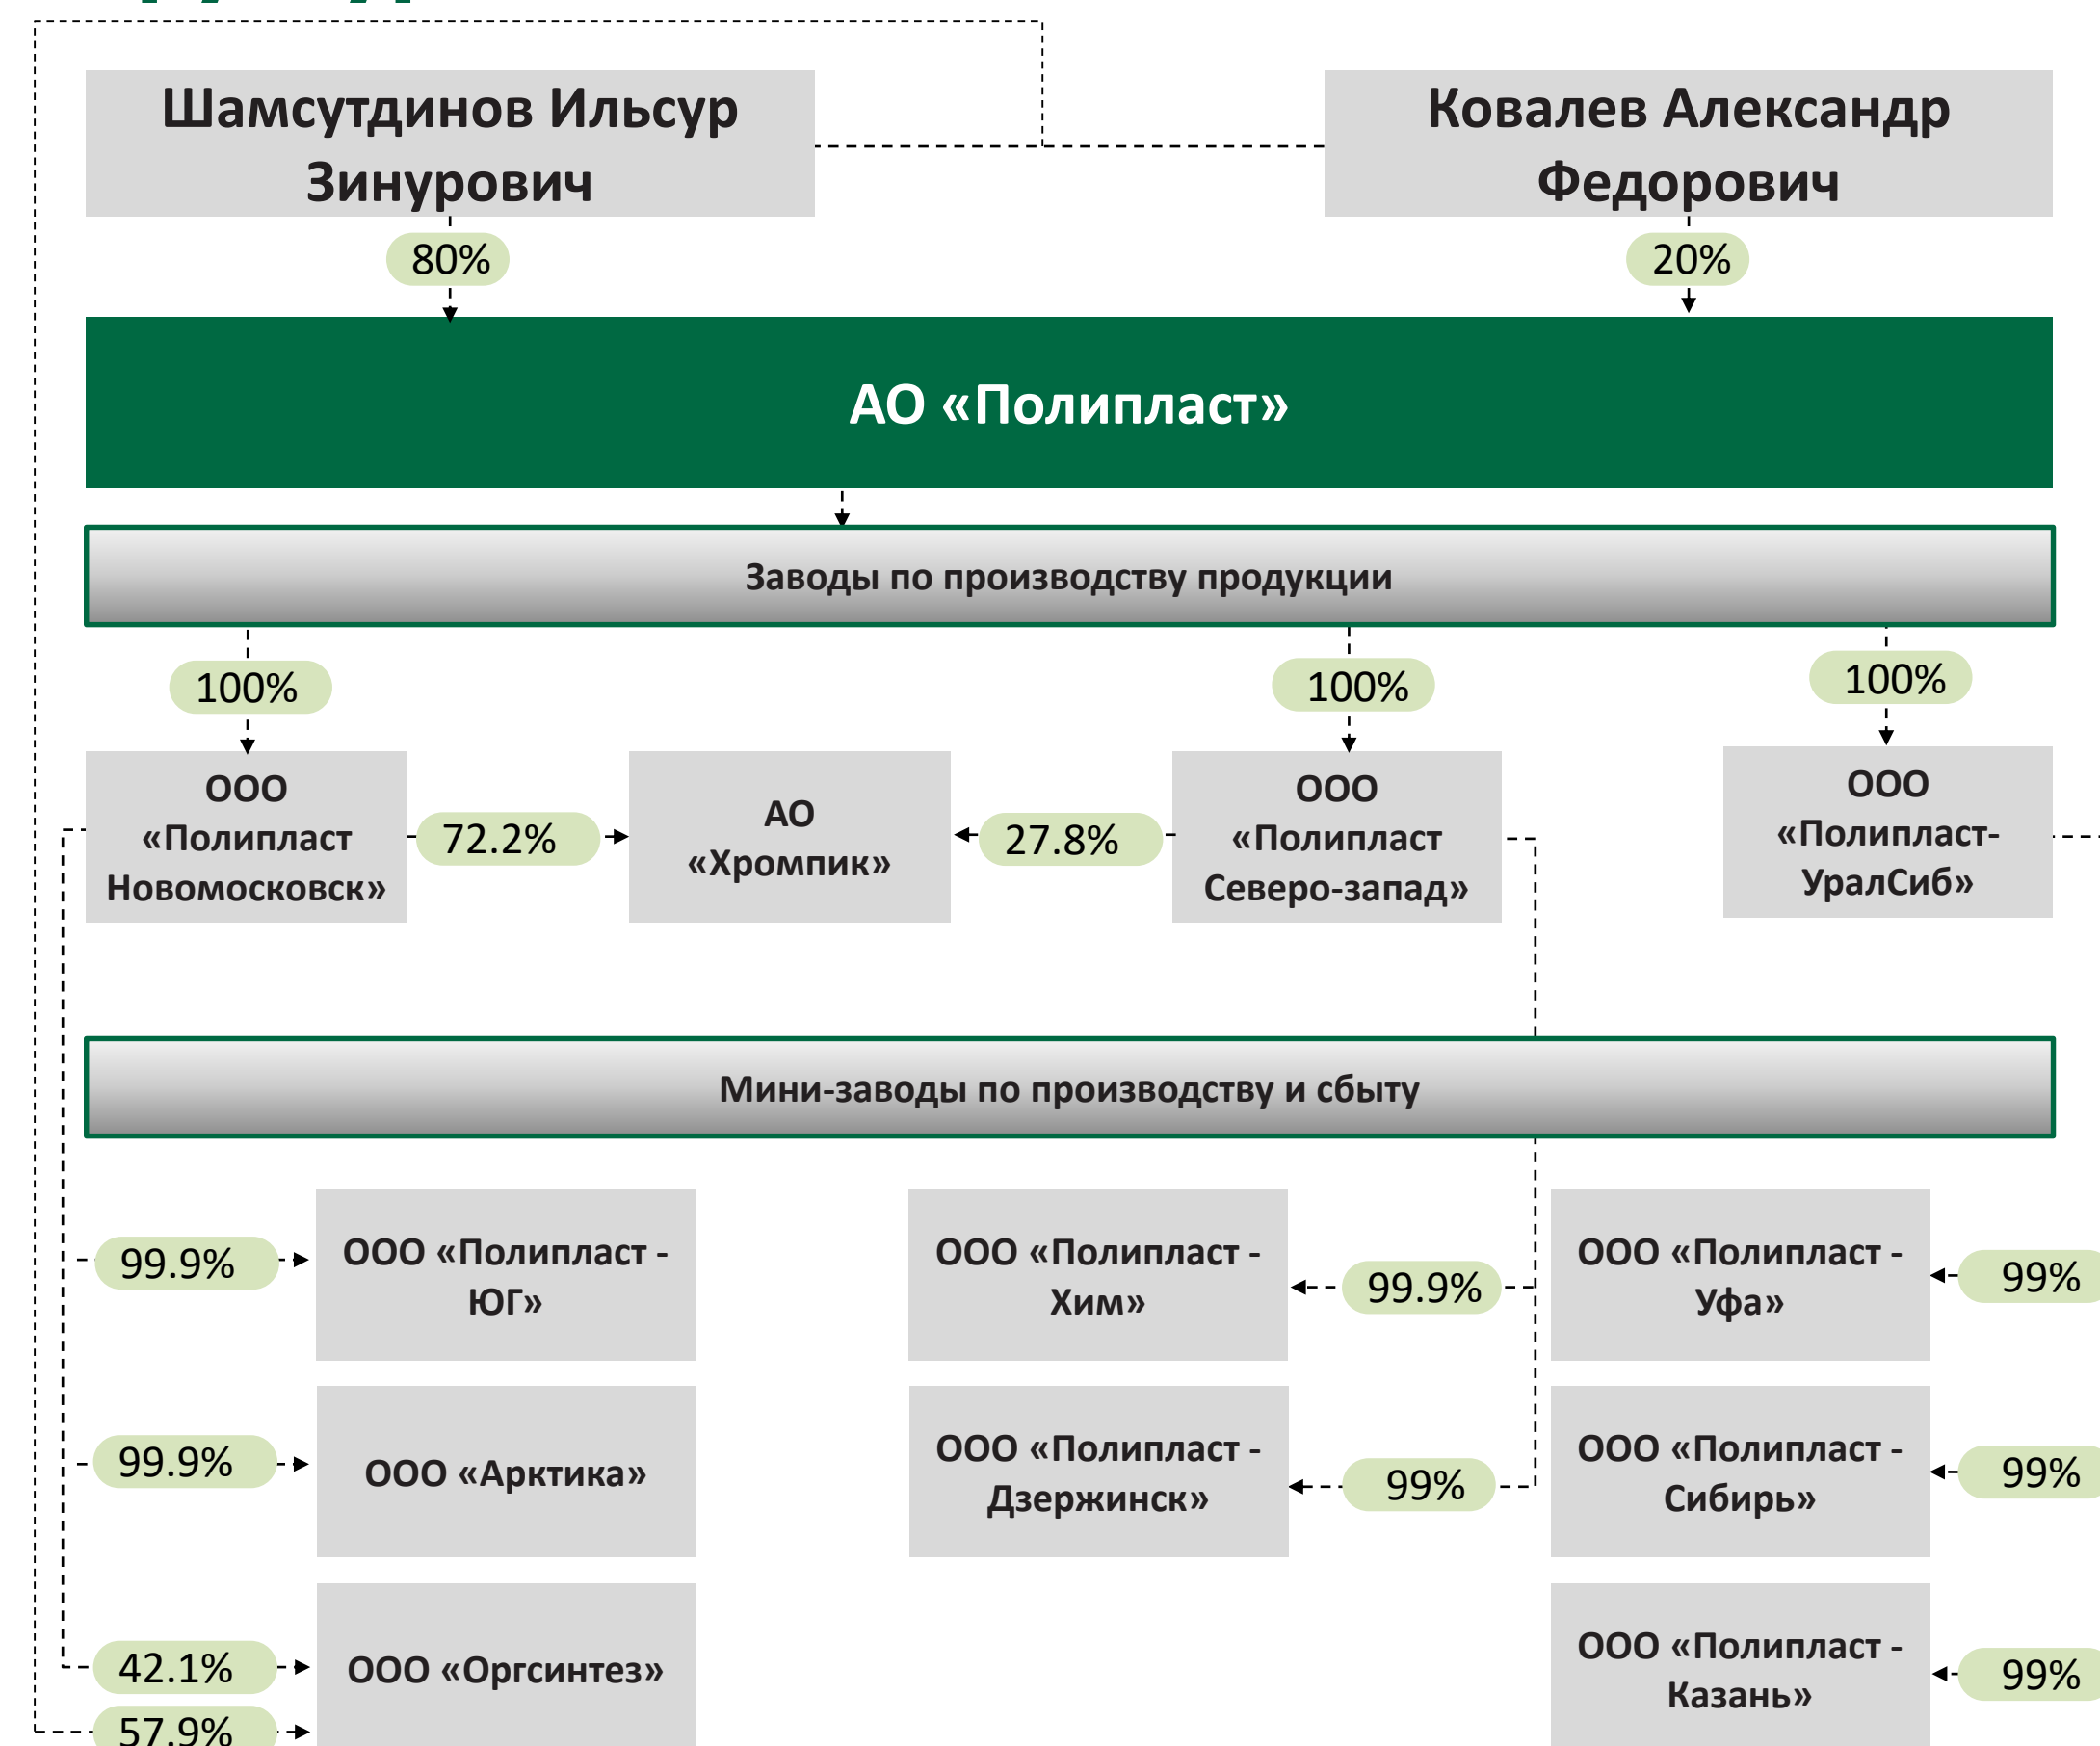 Шамсутдинов Ильсур
Зинурович
Ковалев Александр
Федорович
80%
20%
АО «Полипласт»
Заводы по производству продукции
100%
100%
100%
ООО
«Полипласт
Новомосковск»
72.2%
АО
«Хромпик»
27.8%
ООО
«Полипласт
Северо-запад»
ООО
«Полипласт-
УралСиб»
Мини-заводы по производству и сбыту
99.9%
ООО «Полипласт -
ЮГ»
ООО «Полипласт -
Хим»
99.9%
ООО «Полипласт -
Уфа»
99%
99.9%
ООО «Арктика»
ООО «Полипласт -
Дзержинск»
99%
ООО «Полипласт -
Сибирь»
99%
42.1%
57.9%
ООО «Оргсинтез»
ООО «Полипласт -
Казань»
99%